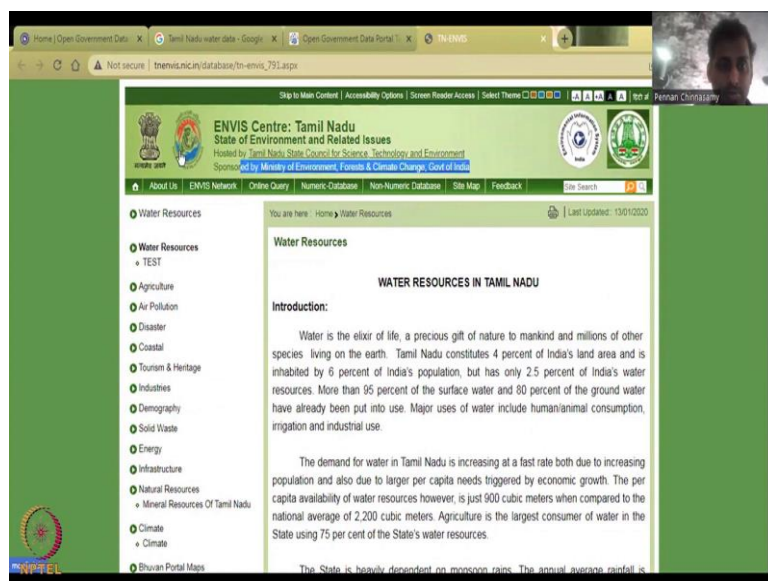 Home | Open Government Data
Tamil Nadu water data - Google
Open Government Data Portal T
TN-ENVIS
Not secure | tnenvis.nic.in/database/tn-envis_791.aspx
Pennan Chinnasamy
Skip to Main Content | Accessibility Options | Screen Reader Access | Select Theme
ENVIS Centre: Tamil Nadu
State of Environment and Related Issues
Hosted by Tamil Nadu State Council for Science, Technology and Environment
Sponsored by Ministry of Environment, Forests & Climate Change, Govt of India
About Us | ENVIS Network | Online Query | Numeric-Database | Non-Numeric Database | Site Map | Feedback
Site Search
Water Resources
You are here : Home Water Resources
Last Updated:: 13/01/2020
Water Resources
TEST
Agriculture
Air Pollution
Disaster
Coastal
Tourism & Heritage
Industries
Demography
Solid Waste
Energy
Infrastructure
Natural Resources
Mineral Resources Of Tamil Nadu
Climate
Climate
Bhuvan Portal Maps
Water Resources
WATER RESOURCES IN TAMIL NADU
Introduction:
Water is the elixir of life, a precious gift of nature to mankind and millions of other
species living on the earth. Tamil Nadu constitutes 4 percent of India's land area and is
inhabited by 6 percent of India's population, but has only 2.5 percent of India's water
resources. More than 95 percent of the surface water and 80 percent of the ground water
have already been put into use. Major uses of water include human/animal consumption,
irrigation and industrial use.
The demand for water in Tamil Nadu is increasing at a fast rate both due to increasing
population and also due to larger per capita needs triggered by economic growth. The per
capita availability of water resources however, is just 900 cubic meters when compared to the
national average of 2,200 cubic meters. Agriculture is the largest consumer of water in the
State using 75 per cent of the State's water resources.
The State is heavily dependent on monsoon rains. The annual average rainfall is
NPTEL